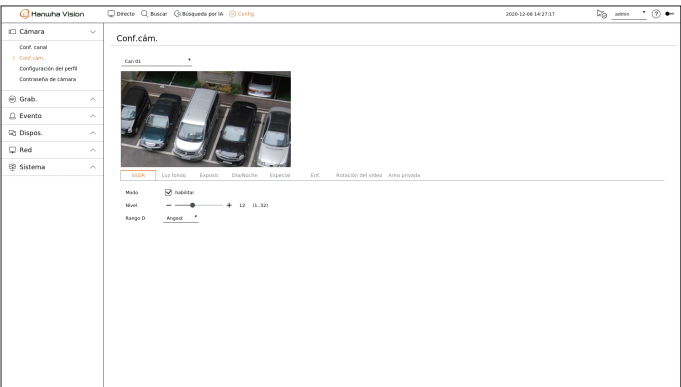 Hanwha Vision
Directo Buscar Búsqueda por IA Config. 2020-12-08 14:27:17 admin ?
Cámara
Conf. canal
> Conf.cám.
Configuración del perfil
Contraseña de cámara
Grab.
Evento
Dispos.
Red
Sistema
Conf.cám.
Can 01
SSDR Luz fondo Exposic Día/Noche Especial Enf. Rotación del vídeo Area privada
Modo habilitar
Nivel 12 (1..32)
Rango D Angost